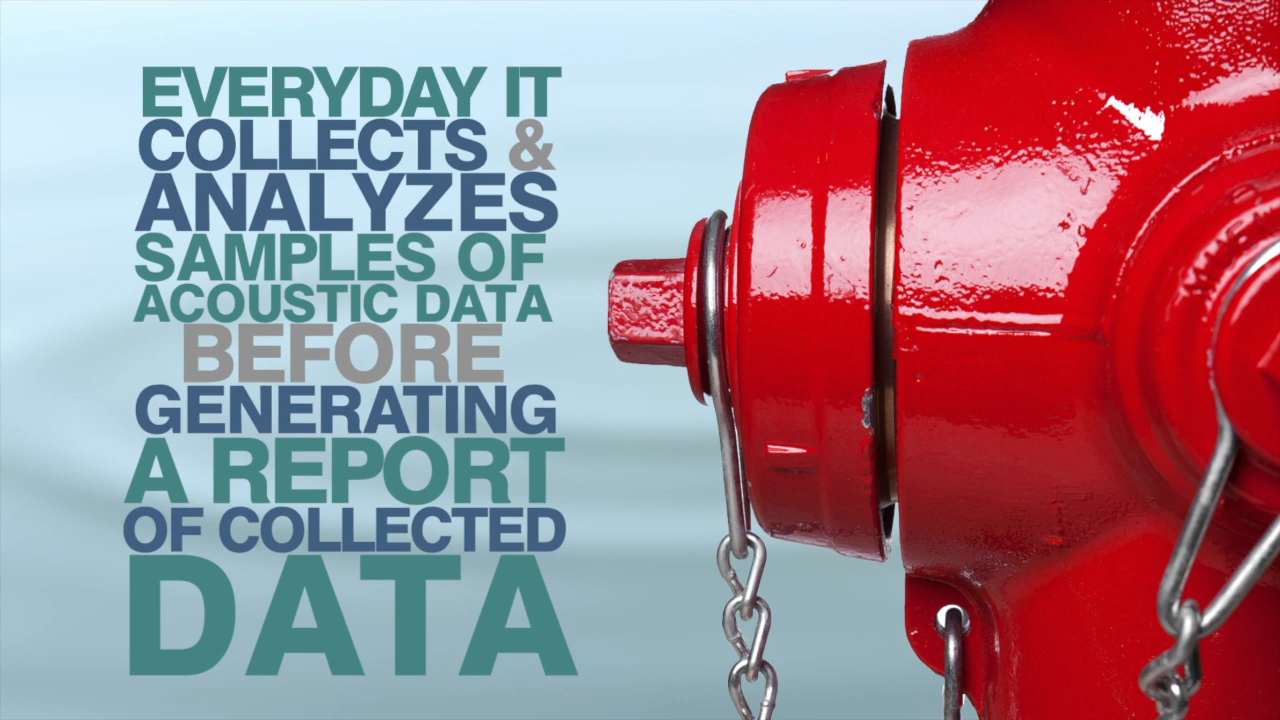 EVERYDAY IT
COLLECTS &
ANALYZES
SAMPLES OF
ACOUSTIC DATA
BEFORE
GENERATING
A REPORT
OF COLLECTED
DATA